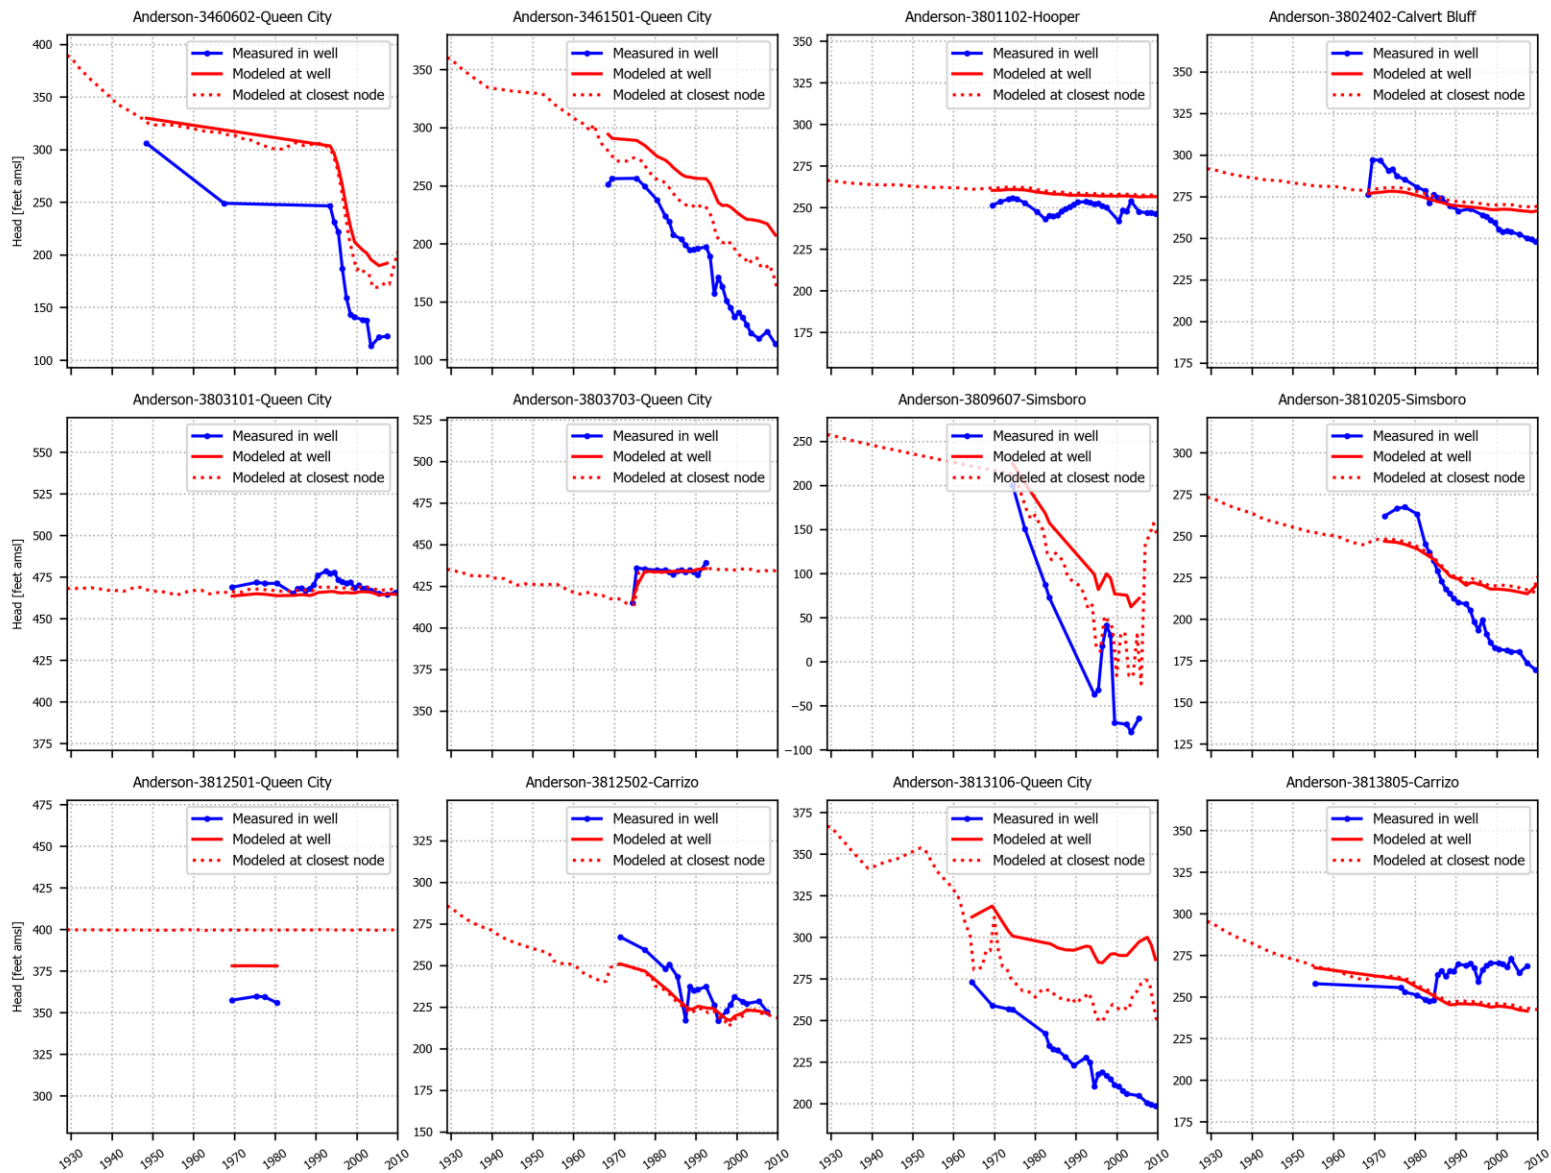 Anderson-3460602-Queen City
Anderson-3461501-Queen City
Anderson-3801102-Hooper
Anderson-3802402-Calvert Bluff
Head [feet amsl]
400
350
300
250
200
150
100
Measured in well
Modeled at well
Modeled at closest node
350
300
250
200
150
100
Measured in well
Modeled at well
Modeled at closest node
350
325
300
275
250
225
200
175
Measured in well
Modeled at well
Modeled at closest node
350
325
300
275
250
225
200
175
Measured in well
Modeled at well
Modeled at closest node
Anderson-3803101-Queen City
Anderson-3803703-Queen City
Anderson-3809607-Simsboro
Anderson-3810205-Simsboro
Head [feet amsl]
550
525
500
475
450
425
400
375
Measured in well
Modeled at well
Modeled at closest node
525
500
475
450
425
400
375
350
Measured in well
Modeled at well
Modeled at closest node
250
200
150
100
50
0
−50
−100
Measured in well
Modeled at well
Modeled at closest node
300
275
250
225
200
175
150
125
Measured in well
Modeled at well
Modeled at closest node
Anderson-3812501-Queen City
Anderson-3812502-Carrizo
Anderson-3813106-Queen City
Anderson-3813805-Carrizo
Head [feet amsl]
475
450
425
400
375
350
325
300
Measured in well
Modeled at well
Modeled at closest node
325
300
275
250
225
200
175
150
Measured in well
Modeled at well
Modeled at closest node
375
350
325
300
275
250
225
200
Measured in well
Modeled at well
Modeled at closest node
350
325
300
275
250
225
200
175
Measured in well
Modeled at well
Modeled at closest node
1930 1940 1950 1960 1970 1980 1990 2000 2010
1930 1940 1950 1960 1970 1980 1990 2000 2010
1930 1940 1950 1960 1970 1980 1990 2000 2010
1930 1940 1950 1960 1970 1980 1990 2000 2010